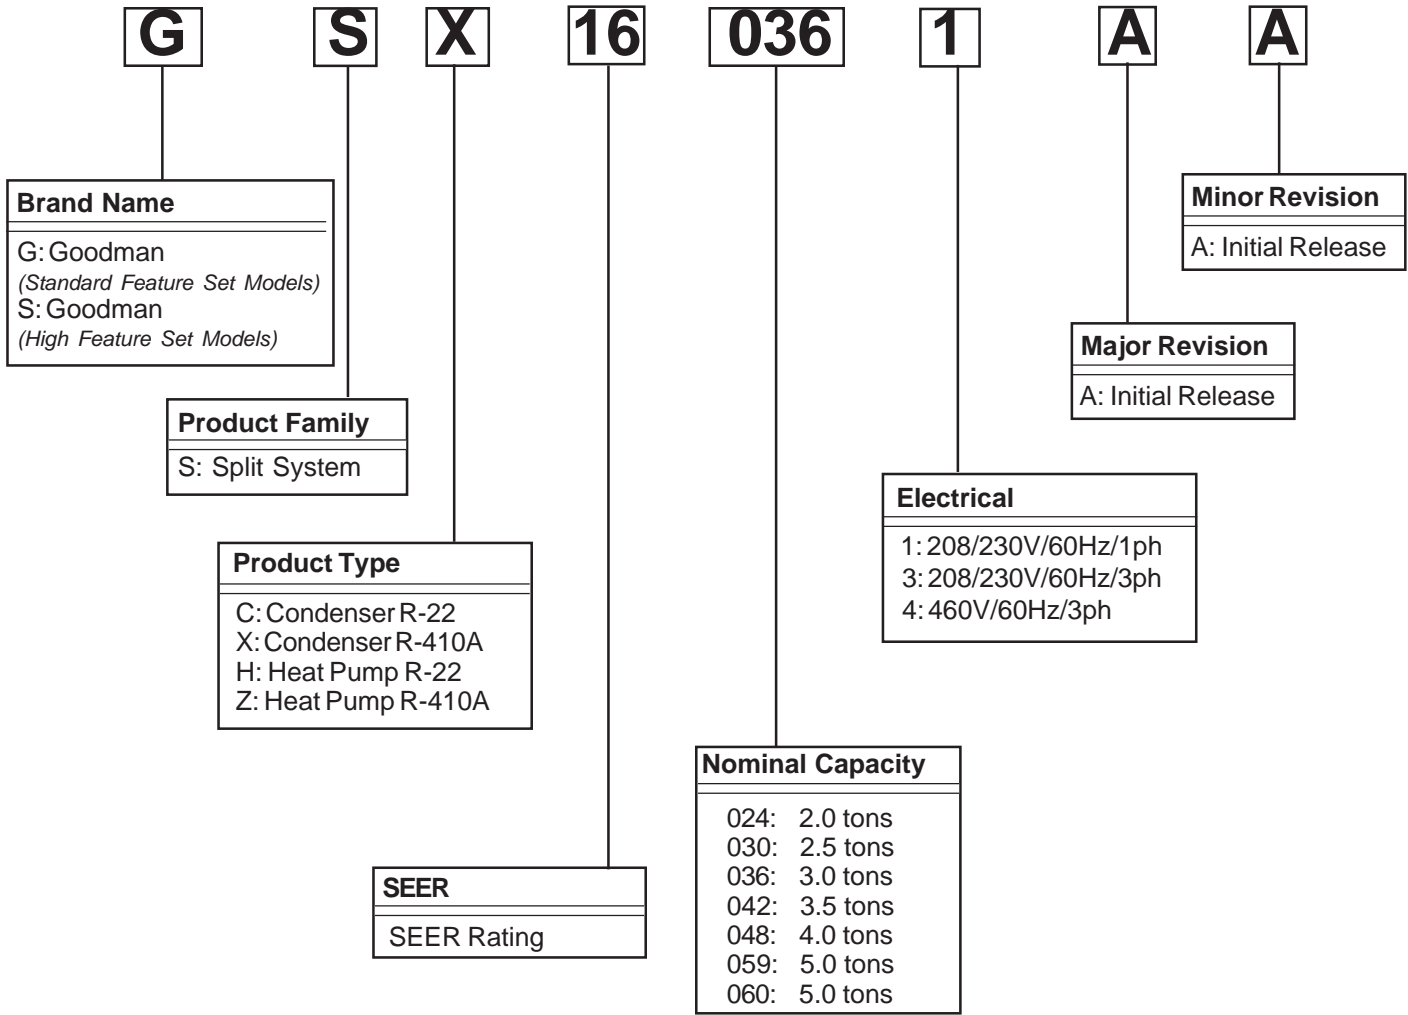 G S X 16 036 1 A A
Brand Name
G: Goodman
(Standard Feature Set Models)
S: Goodman
(High Feature Set Models)
Minor Revision
A: Initial Release
Major Revision
A: Initial Release
Product Family
S: Split System
Electrical
1: 208/230V/60Hz/1ph
3: 208/230V/60Hz/3ph
4: 460V/60Hz/3ph
Product Type
C: Condenser R-22
X: Condenser R-410A
H: Heat Pump R-22
Z: Heat Pump R-410A
Nominal Capacity
024: 2.0 tons
030: 2.5 tons
036: 3.0 tons
042: 3.5 tons
048: 4.0 tons
059: 5.0 tons
060: 5.0 tons
SEER
SEER Rating